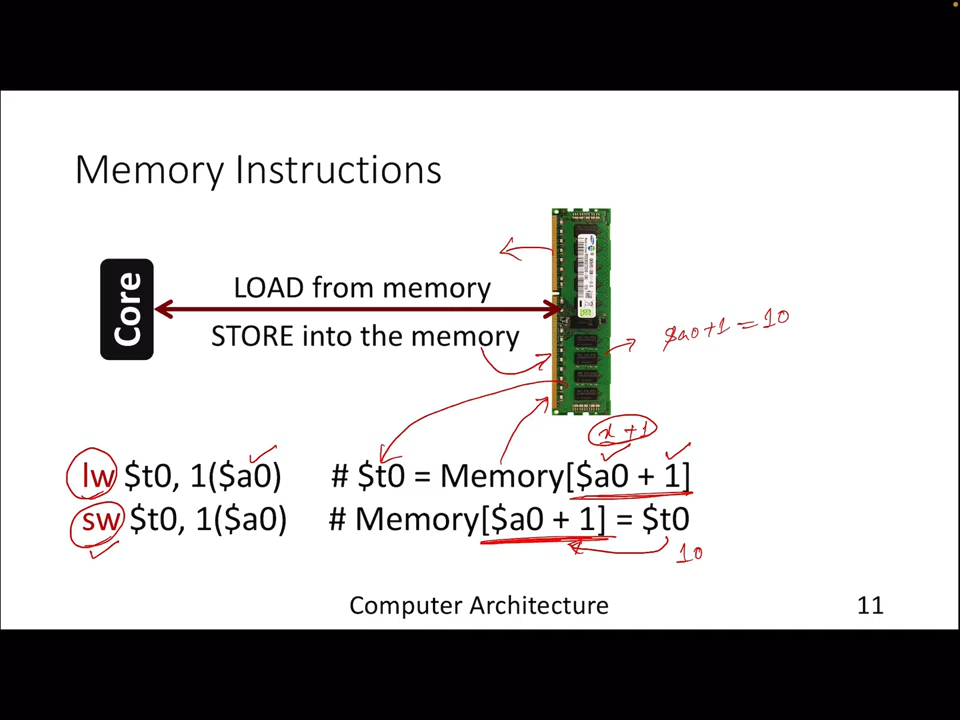 Memory Instructions
Core
LOAD from memory
STORE into the memory
$a0+1 = 10
x+1
lw $t0, 1($a0) # $t0 = Memory[$a0 + 1]
sw $t0, 1($a0) # Memory[$a0 + 1] = $t0
10
Computer Architecture 11